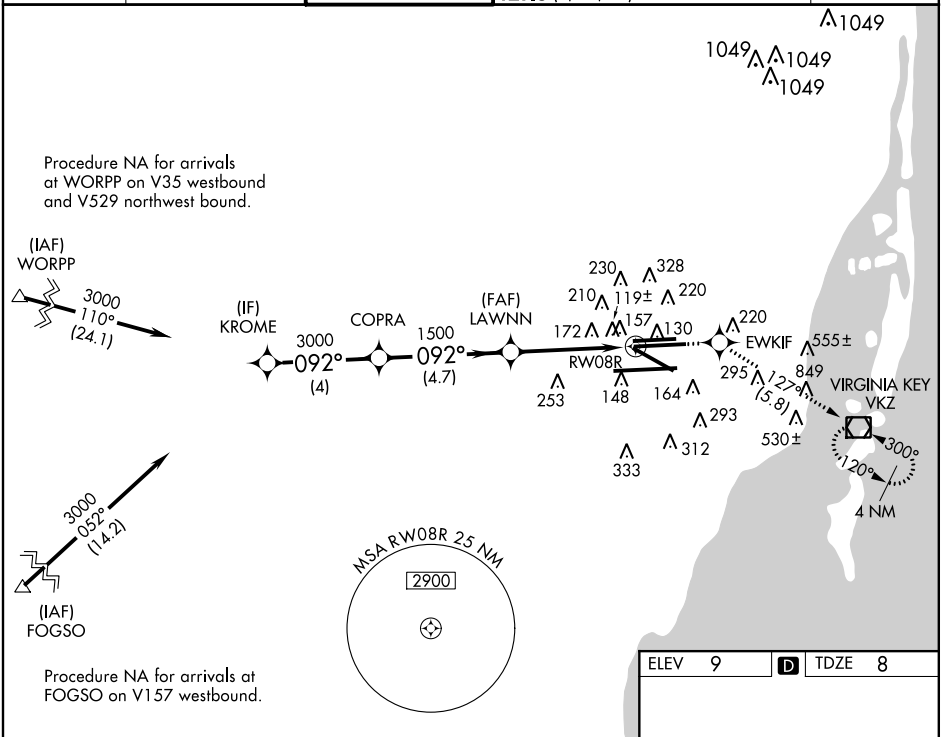 1049
1049
1049
1049
Procedure NA for arrivals
at WORPP on V35 westbound
and V529 northwest bound.
(IAF)
WORPP
3000
110°
(24.1)
(IF)
KROME
3000
092°
(4)
COPRA
1500
092°
(4.7)
(FAF)
LAWNN
230
328
210
119±
220
172
157
130
RW08R
220
EWKIF
555±
295
849
127°
(5.8)
VIRGINIA KEY
VKZ
253
148
164
293
530±
312
333
300°
120°
4 NM
3000
052°
(14.2)
(IAF)
FOGSO
MSA RW08R 25 NM
2900
Procedure NA for arrivals at
FOGSO on V157 westbound.
ELEV 9 D TDZE 8